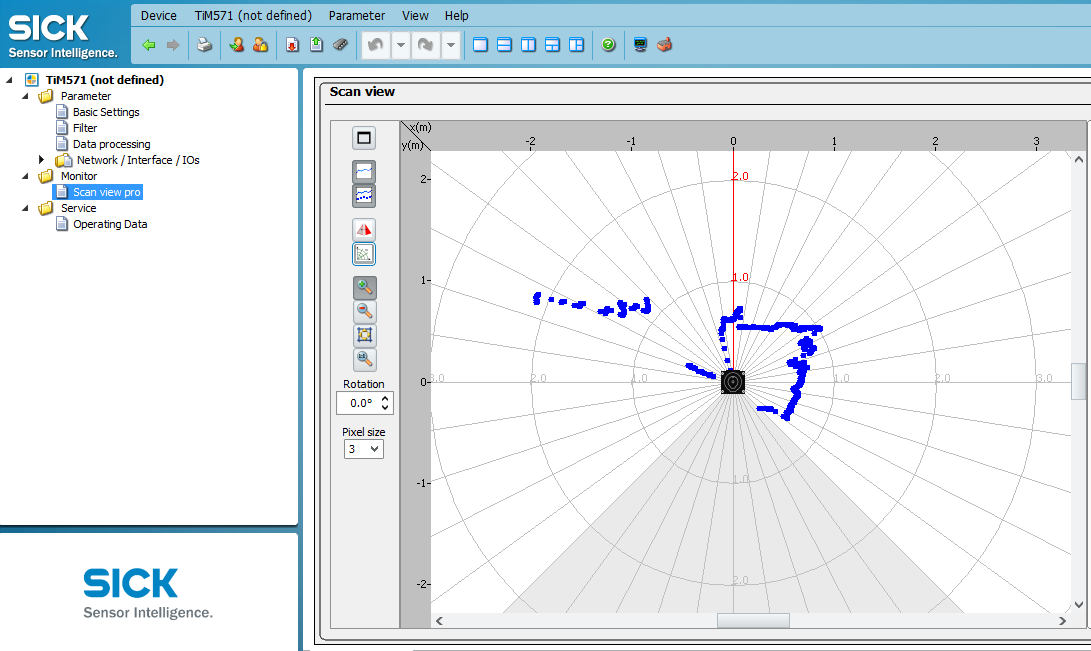 SICK
Sensor Intelligence.
Device TiM571 (not defined) Parameter View Help
TiM571 (not defined)
Parameter
Basic Settings
Filter
Data processing
Network / Interface / IOs
Monitor
Scan view pro
Service
Operating Data
SICK
Sensor Intelligence.
Scan view
x(m)
y(m)
-2 -1 0 1 2 3
2
1
0
-1
-2
2.0
1.0
3.0 2.0 1.0 1.0 2.0 3.0
1.0
2.0
Rotation
0.0°
Pixel size
3